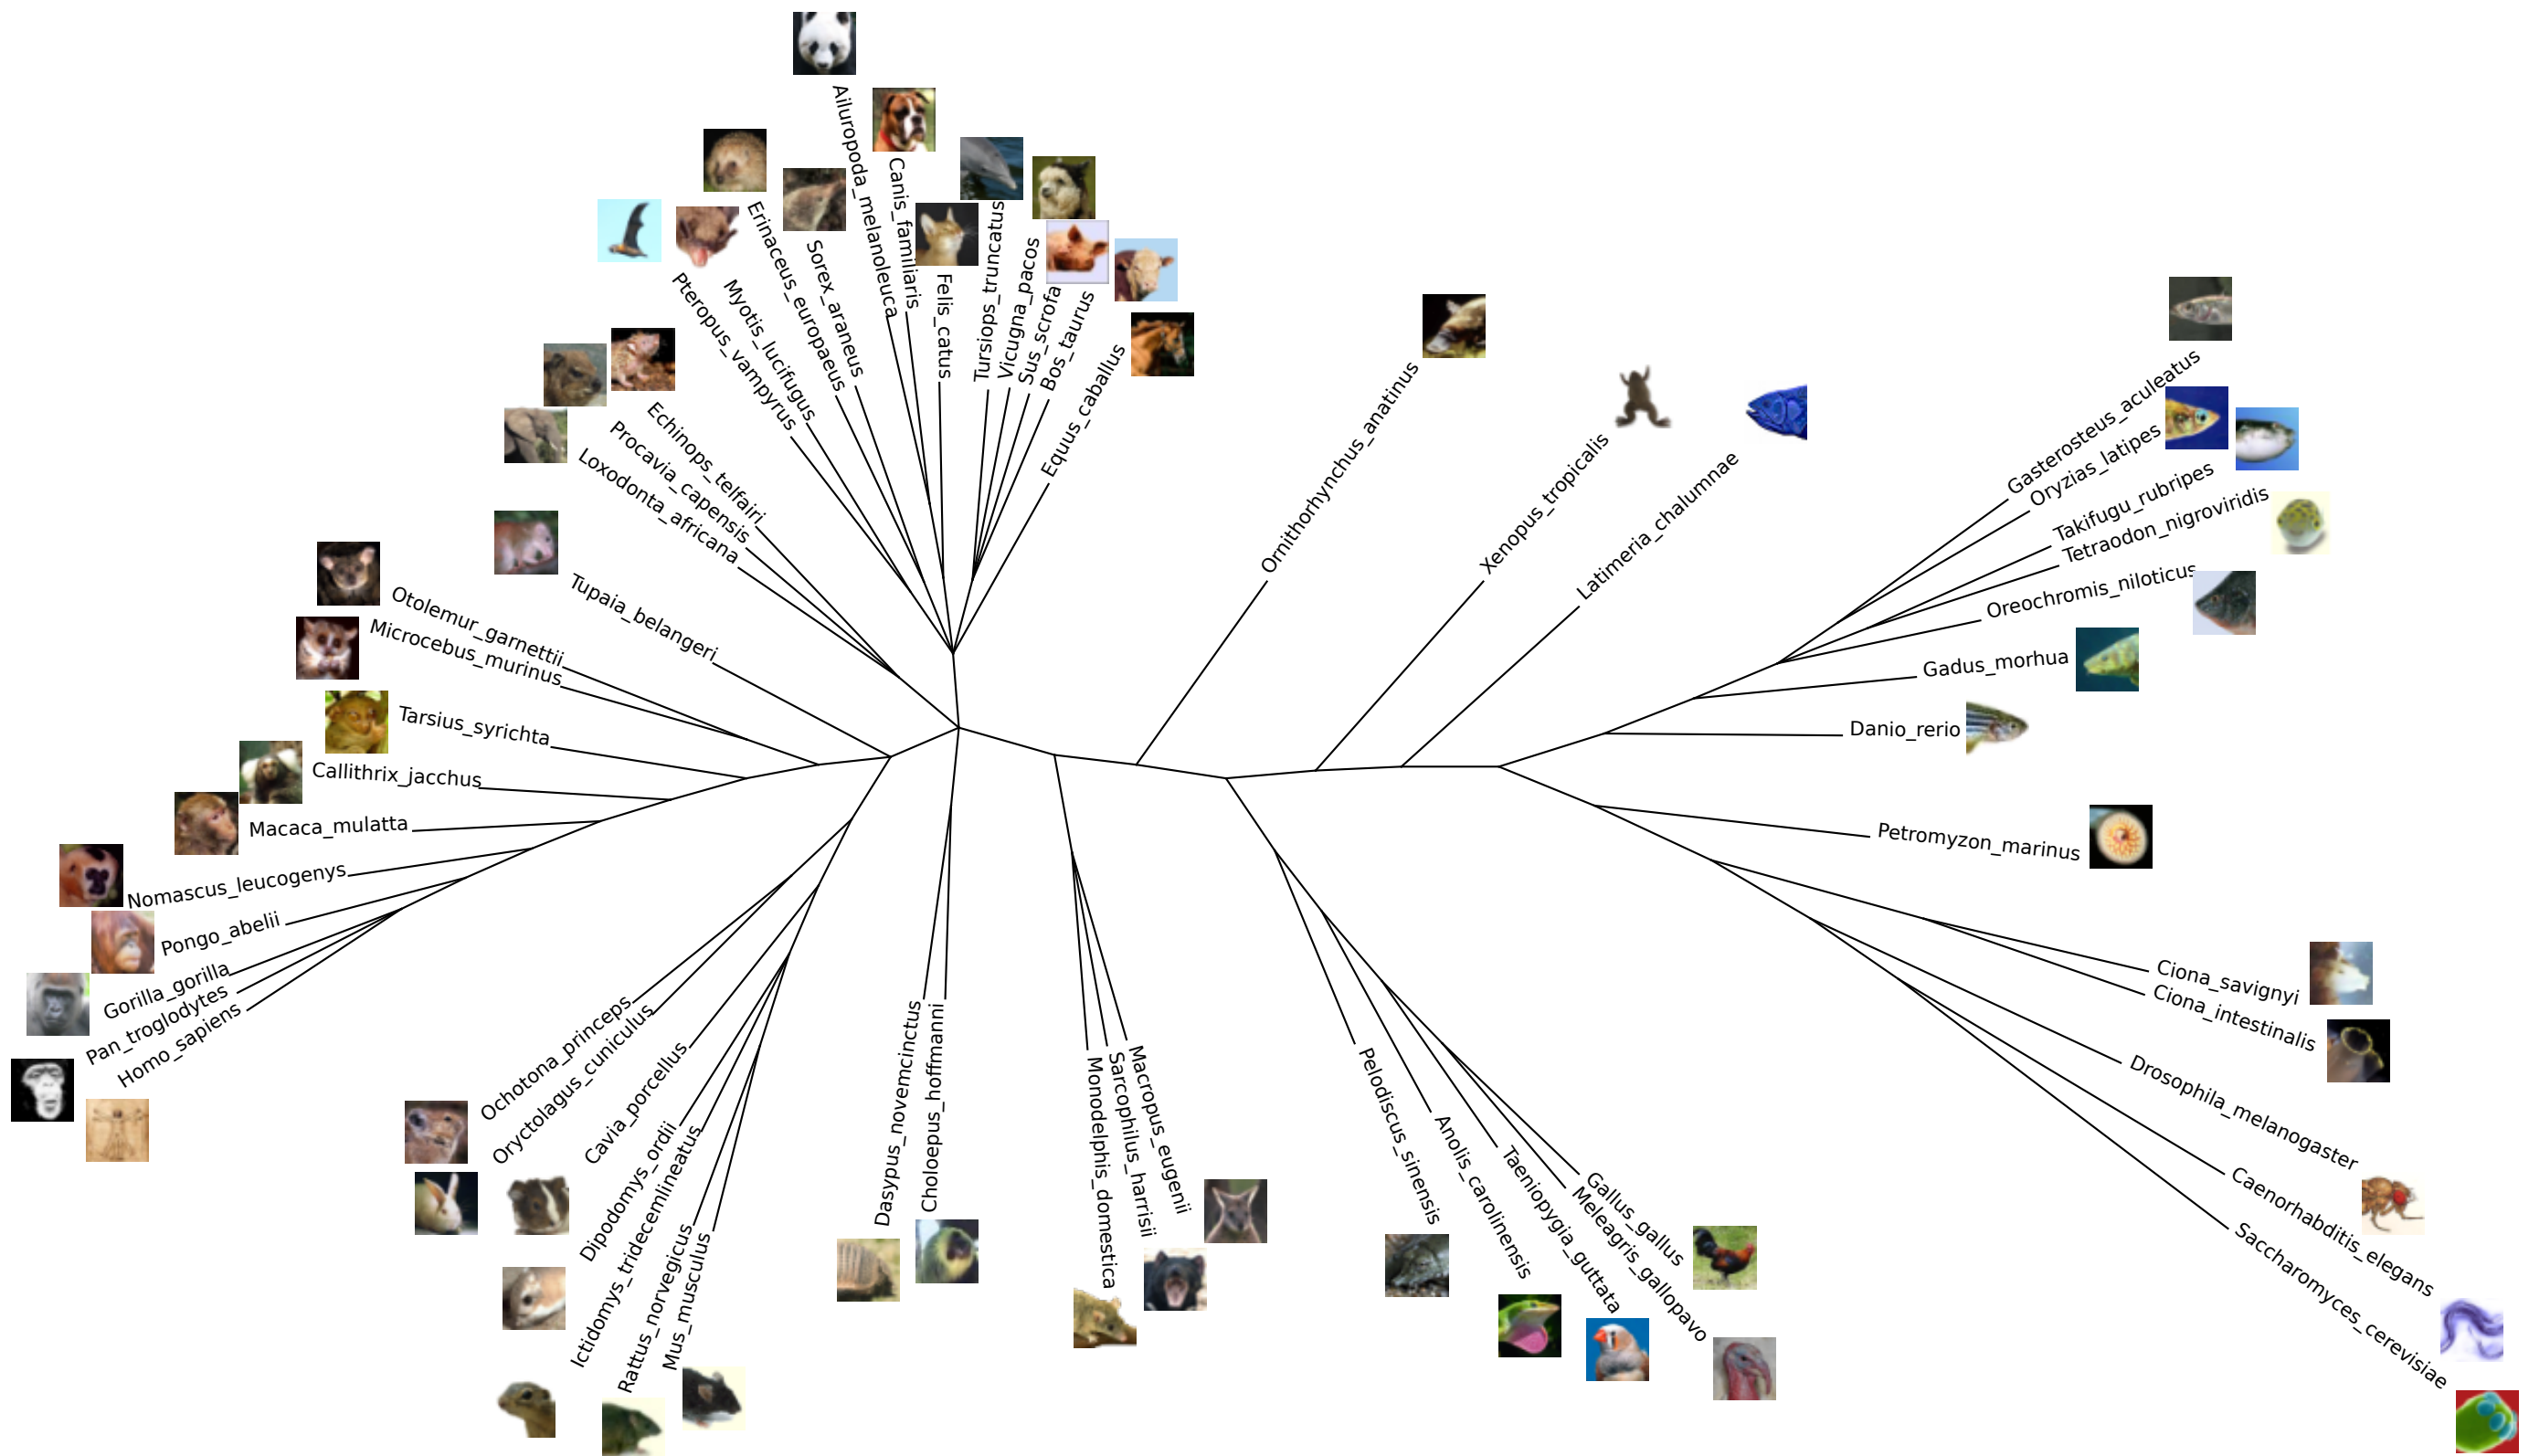 Ailuropoda_melanoleuca
Canis_familiaris
Felis_catus
Tursiops_truncatus
Vicugna_pacos
Sus_scrofa
Bos_taurus
Equus_caballus
Sorex_araneus
Erinaceus_europaeus
Myotis_lucifugus
Pteropus_vampyrus
Echinops_telfairi
Procavia_capensis
Loxodonta_africana
Tupaia_belangeri
Otolemur_garnettii
Microcebus_murinus
Tarsius_syrichta
Callithrix_jacchus
Macaca_mulatta
Nomascus_leucogenys
Pongo_abelii
Gorilla_gorilla
Pan_troglodytes
Homo_sapiens
Ochotona_princeps
Oryctolagus_cuniculus
Cavia_porcellus
Dipodomys_ordii
Ictidomys_tridecemlineatus
Rattus_norvegicus
Mus_musculus
Dasypus_novemcinctus
Choloepus_hoffmanni
Monodelphis_domestica
Sarcophilus_harrisii
Macropus_eugenii
Pelodiscus_sinensis
Anolis_carolinensis
Taeniopygia_guttata
Meleagris_gallopavo
Gallus_gallus
Saccharomyces_cerevisiae
Caenorhabditis_elegans
Drosophila_melanogaster
Ciona_intestinalis
Ciona_savignyi
Petromyzon_marinus
Danio_rerio
Gadus_morhua
Oreochromis_niloticus
Tetraodon_nigroviridis
Takifugu_rubripes
Oryzias_latipes
Gasterosteus_aculeatus
Latimeria_chalumnae
Xenopus_tropicalis
Ornithorhynchus_anatinus